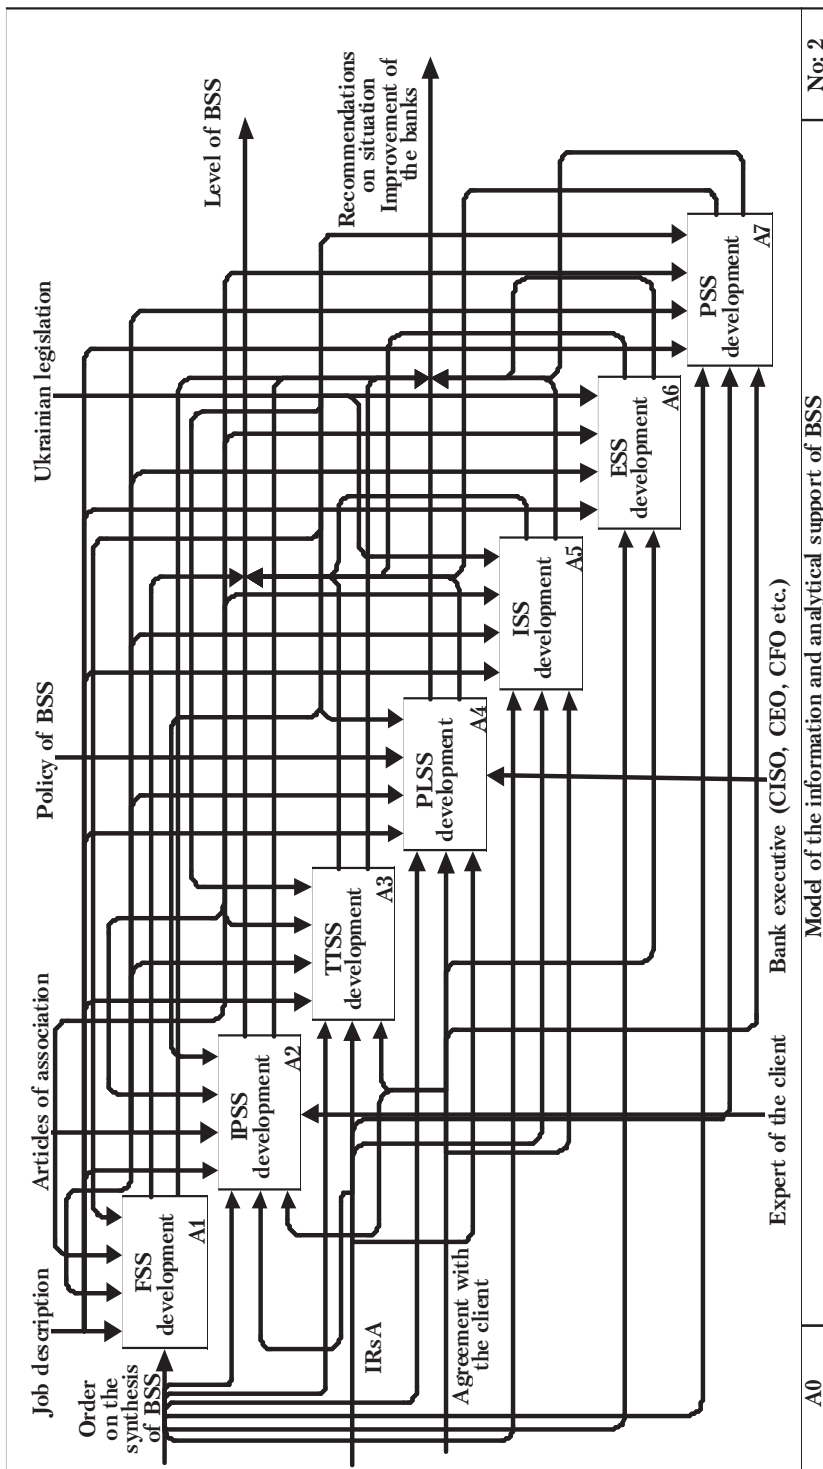 Job description
Articles of association
Policy of BSS
Ukrainian legislation
Order
on the
synthesis
of BSS
IRsA
Agreement with
the client
FSS
development
A1
IPSS
development
A2
TTSS
development
A3
PLSS
development
A4
ISS
development
A5
ESS
development
A6
PSS
development
A7
Level of BSS
Recommendations
on situation
Improvement of
the banks
Expert of the client
Bank executive (CISO, CEO, CFO etc.)
A0
Model of the information and analytical support of BSS
No: 2